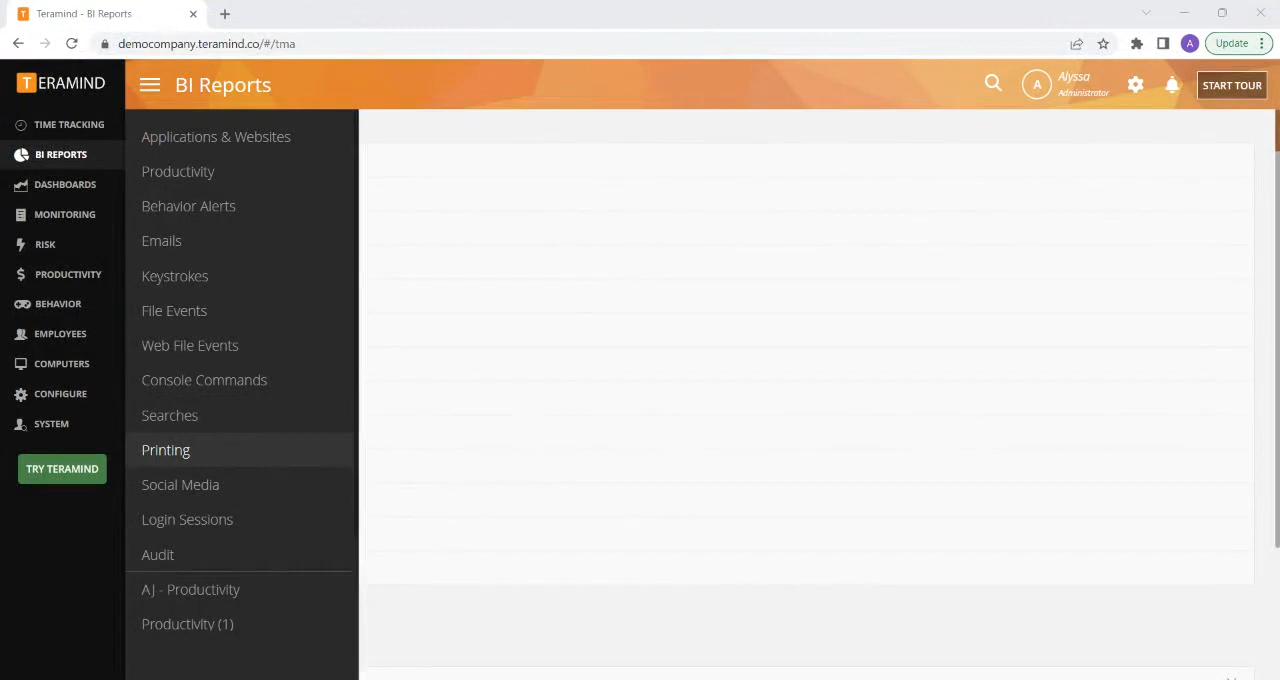 Teramind - BI Reports
democompany.teramind.co/#/tma
A
Update
TERAMIND
BI Reports
A
Alyssa
Administrator
START TOUR
TIME TRACKING
BI REPORTS
DASHBOARDS
MONITORING
RISK
PRODUCTIVITY
BEHAVIOR
EMPLOYEES
COMPUTERS
CONFIGURE
SYSTEM
TRY TERAMIND
Applications & Websites
Productivity
Behavior Alerts
Emails
Keystrokes
File Events
Web File Events
Console Commands
Searches
Printing
Social Media
Login Sessions
Audit
AJ - Productivity
Productivity (1)